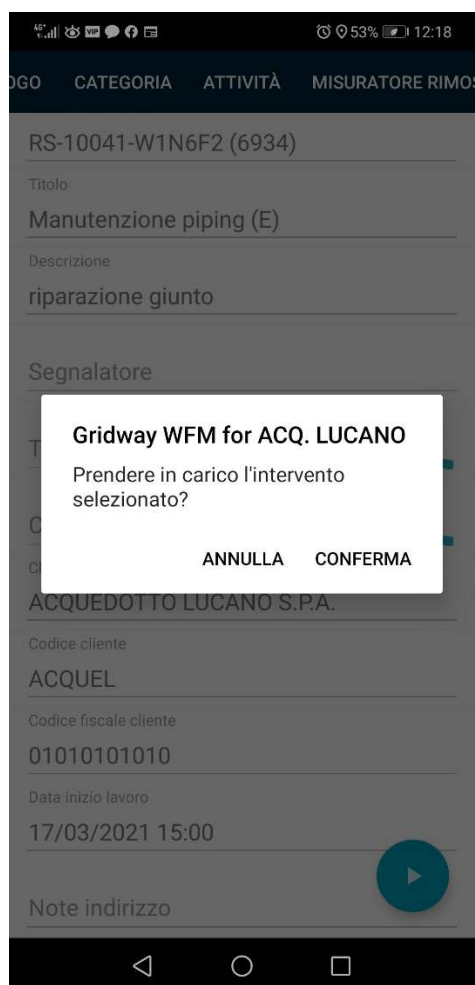 53% 12:18
OGO CATEGORIA ATTIVITÀ MISURATORE RIMOS
RS-10041-W1N6F2 (6934)
Titolo
Manutenzione piping (E)
Descrizione
riparazione giunto
Segnalatore
T
Gridway WFM for ACQ. LUCANO
Prendere in carico l'intervento
selezionato?
C
ANNULLA CONFERMA
ACQUEDOTTO LUCANO S.P.A.
Codice cliente
ACQUEL
Codice fiscale cliente
01010101010
Data inizio lavoro
17/03/2021 15:00
Note indirizzo